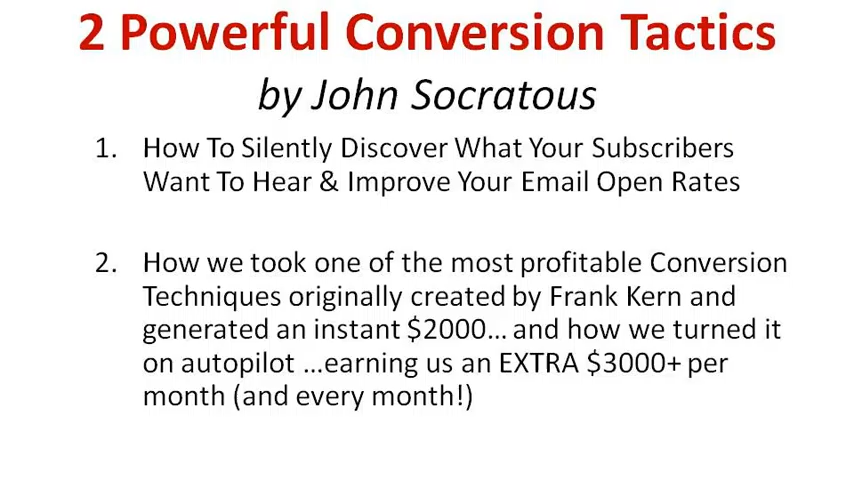 2 Powerful Conversion Tactics
by John Socratous
1. How To Silently Discover What Your Subscribers
Want To Hear & Improve Your Email Open Rates
2. How we took one of the most profitable Conversion
Techniques originally created by Frank Kern and
generated an instant $2000... and how we turned it
on autopilot ...earning us an EXTRA $3000+ per
month (and every month!)